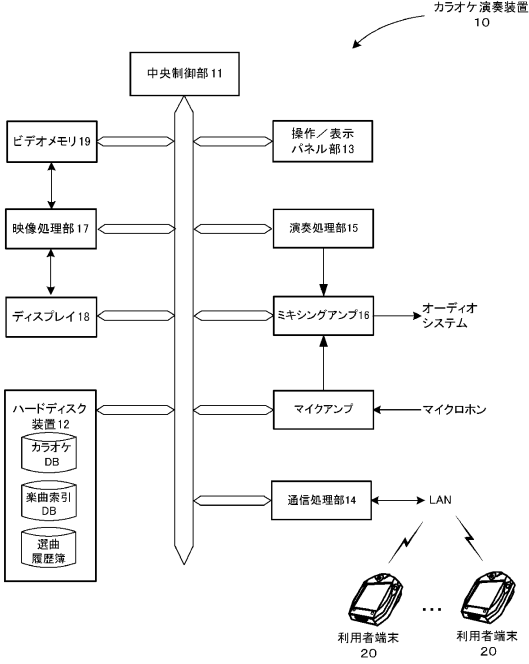 カラオケ演奏装置
10
中央制御部11
ビデオメモリ19
操作／表示
パネル部13
映像処理部17
演奏処理部15
ディスプレイ18
ミキシングアンプ16
オーディオ
システム
ハードディスク
装置12
マイクアンプ
マイクロホン
カラオケ
DB
楽曲索引
DB
選曲
履歴簿
通信処理部14
LAN
...
利用者端末
20
利用者端末
20